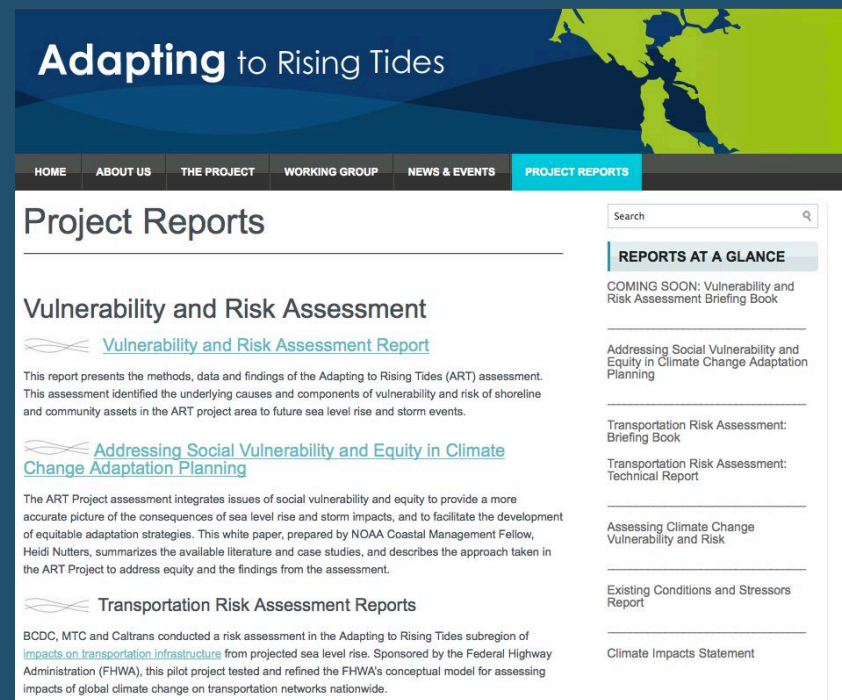 Adapting to Rising Tides
HOME ABOUT US THE PROJECT WORKING GROUP NEWS & EVENTS PROJECT REPORTS
Project Reports
Vulnerability and Risk Assessment
Vulnerability and Risk Assessment Report
This report presents the methods, data and findings of the Adapting to Rising Tides (ART) assessment.
This assessment identified the underlying causes and components of vulnerability and risk of shoreline
and community assets in the ART project area to future sea level rise and storm events.
Addressing Social Vulnerability and Equity in Climate
Change Adaptation Planning
The ART Project assessment integrates issues of social vulnerability and equity to provide a more
accurate picture of the consequences of sea level rise and storm impacts, and to facilitate the development
of equitable adaptation strategies. This white paper, prepared by NOAA Coastal Management Fellow,
Heidi Nutters, summarizes the available literature and case studies, and describes the approach taken in
the ART Project to address equity and the findings from the assessment.
Transportation Risk Assessment Reports
BCDC, MTC and Caltrans conducted a risk assessment in the Adapting to Rising Tides subregion of
impacts on transportation infrastructure from projected sea level rise. Sponsored by the Federal Highway
Administration (FHWA), this pilot project tested and refined the FHWA's conceptual model for assessing
impacts of global climate change on transportation networks nationwide.
Search
REPORTS AT A GLANCE
COMING SOON: Vulnerability and
Risk Assessment Briefing Book
Addressing Social Vulnerability and
Equity in Climate Change Adaptation
Planning
Transportation Risk Assessment:
Briefing Book
Transportation Risk Assessment:
Technical Report
Assessing Climate Change
Vulnerability and Risk
Existing Conditions and Stressors
Report
Climate Impacts Statement